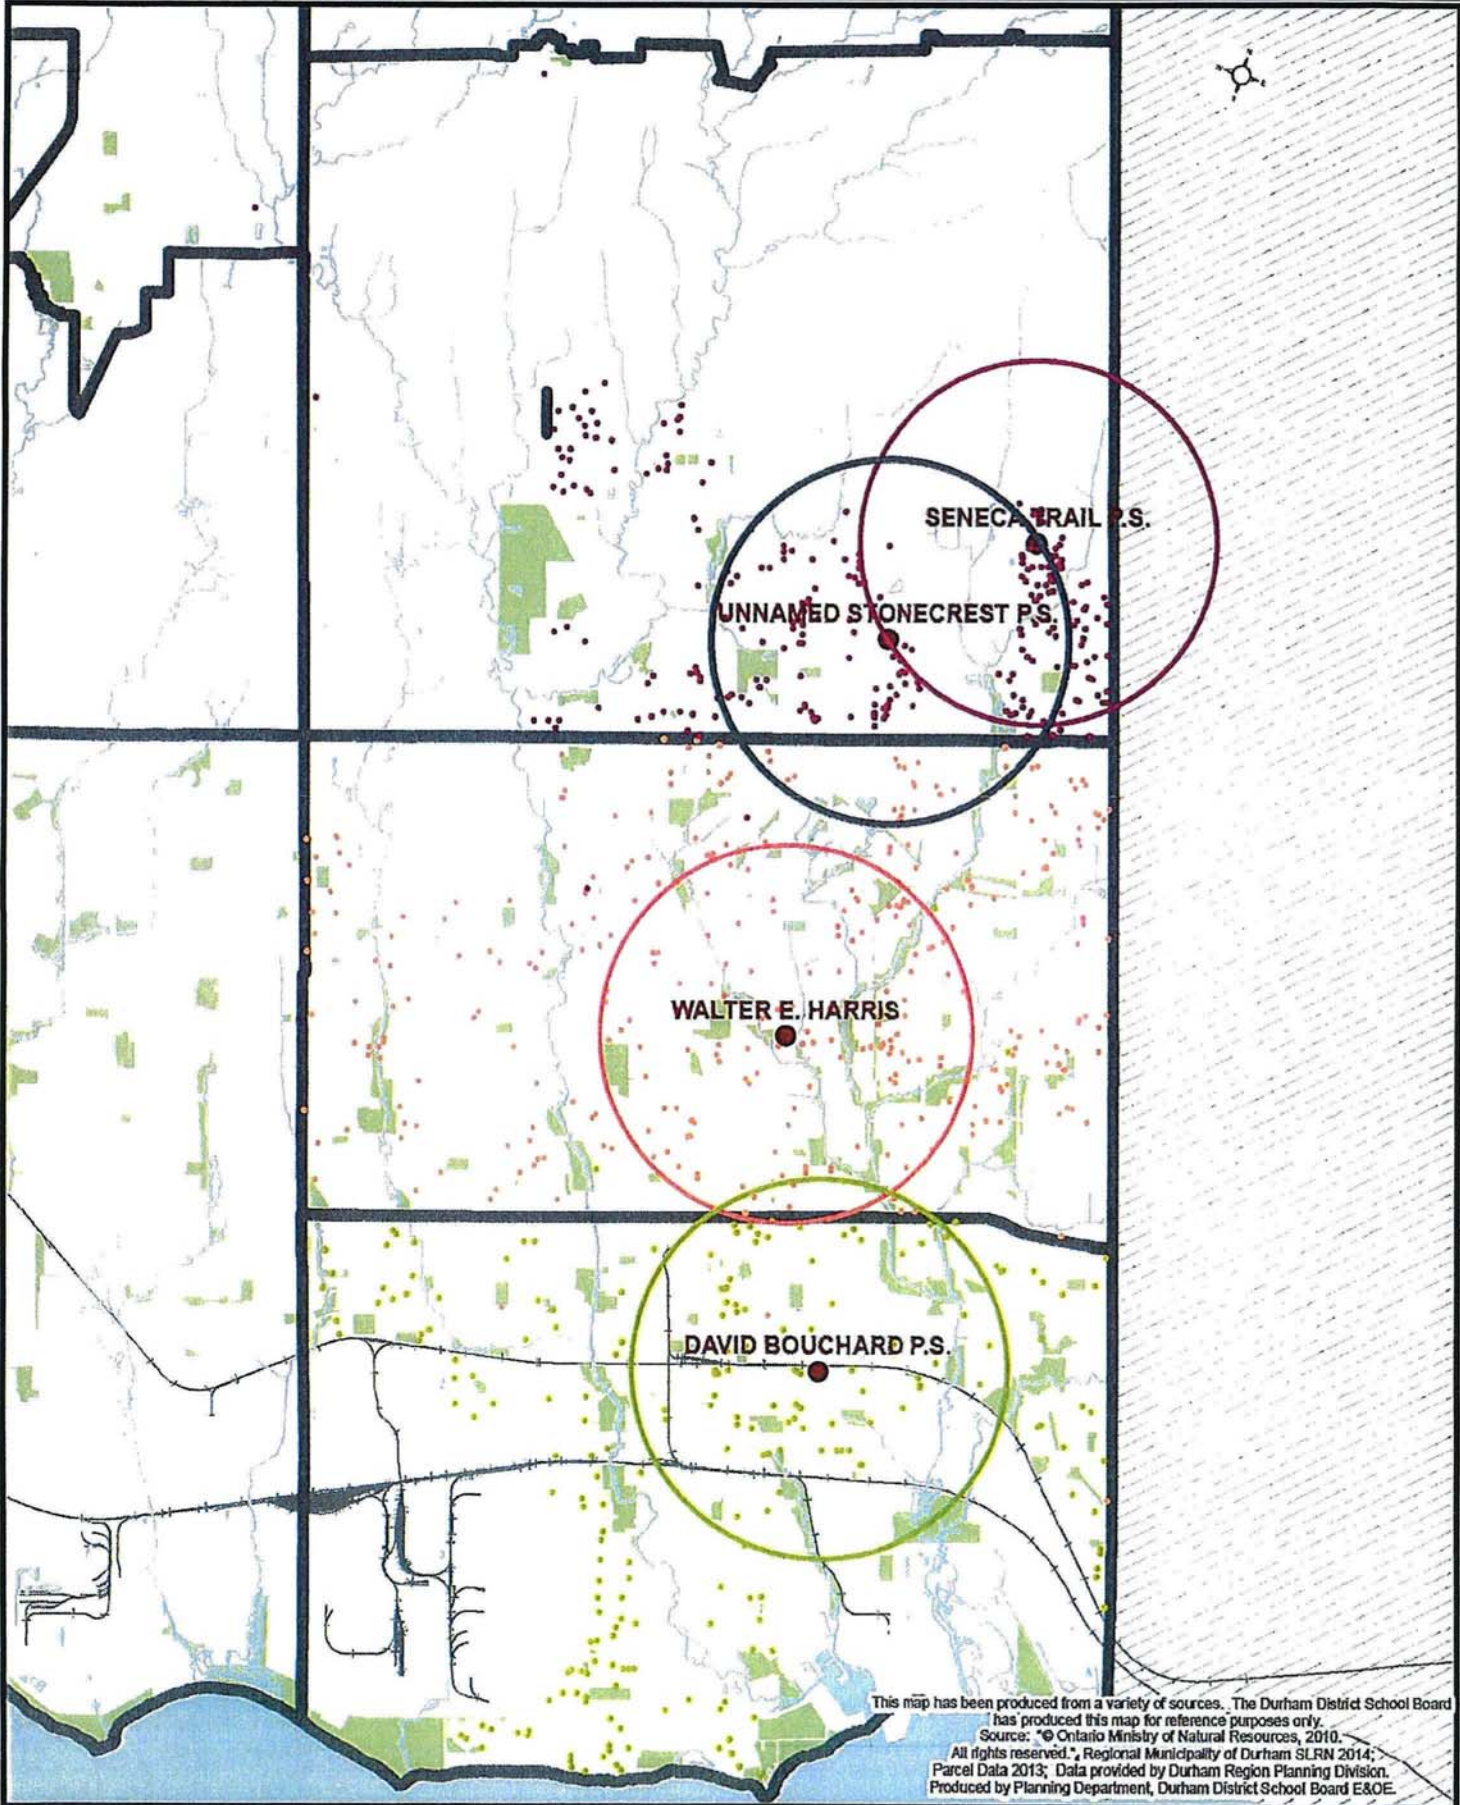 SENECA TRAIL P.S.
UNNAMED STONECREST P.S.
WALTER E. HARRIS
DAVID BOUCHARD P.S.
This map has been produced from a variety of sources. The Durham District School Board
has produced this map for reference purposes only.
Source: "© Ontario Ministry of Natural Resources, 2010.
All rights reserved.", Regional Municipality of Durham SLRN 2014;
Parcel Data 2013; Data provided by Durham Region Planning Division.
Produced by Planning Department, Durham District School Board E&OE.